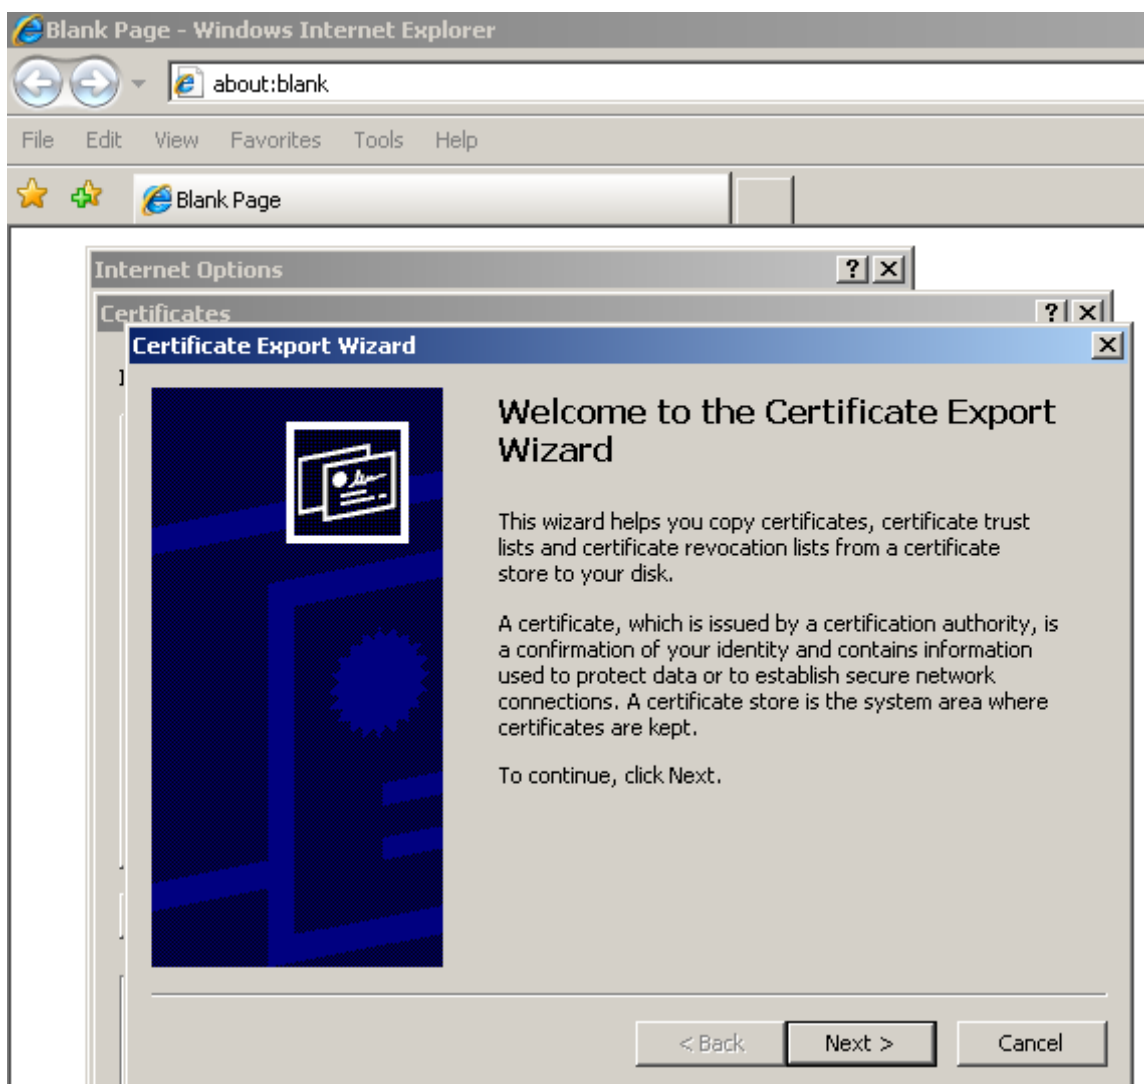 Blank Page - Windows Internet Explorer
about:blank
File Edit View Favorites Tools Help
Blank Page
Internet Options
Certificates
Certificate Export Wizard
Welcome to the Certificate Export
Wizard
This wizard helps you copy certificates, certificate trust
lists and certificate revocation lists from a certificate
store to your disk.
A certificate, which is issued by a certification authority, is
a confirmation of your identity and contains information
used to protect data or to establish secure network
connections. A certificate store is the system area where
certificates are kept.
To continue, click Next.
< Back Next > Cancel